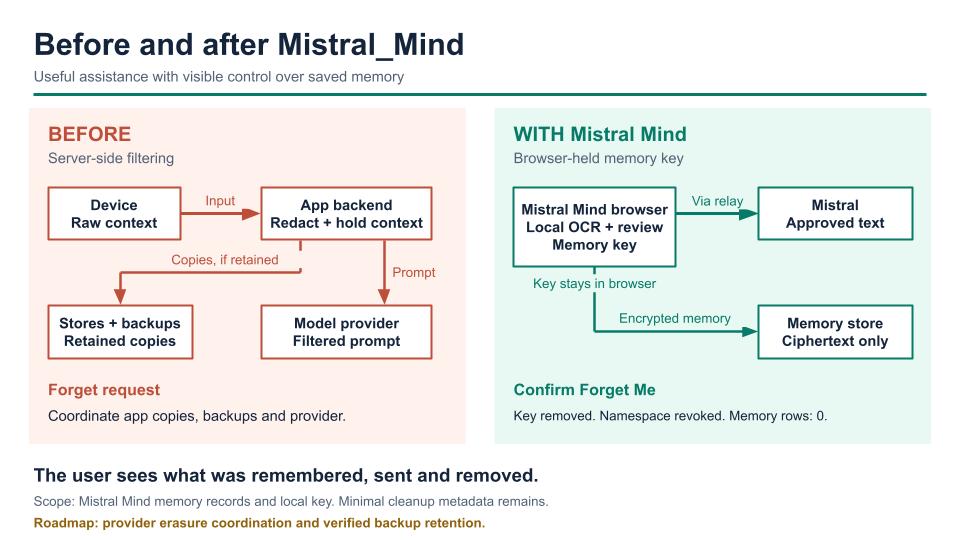 Before and after Mistral_Mind
Useful assistance with visible control over saved memory
BEFORE
Server-side filtering
Device
Raw context
Input
App backend
Redact + hold context
Copies, if retained
Prompt
Stores + backups
Retained copies
Model provider
Filtered prompt
Forget request
Coordinate app copies, backups and provider.
WITH Mistral Mind
Browser-held memory key
Mistral Mind browser
Local OCR + review
Memory key
Via relay
Mistral
Approved text
Key stays in browser
Encrypted memory
Memory store
Ciphertext only
Confirm Forget Me
Key removed. Namespace revoked. Memory rows: 0.
The user sees what was remembered, sent and removed.
Scope: Mistral Mind memory records and local key. Minimal cleanup metadata remains.
Roadmap: provider erasure coordination and verified backup retention.